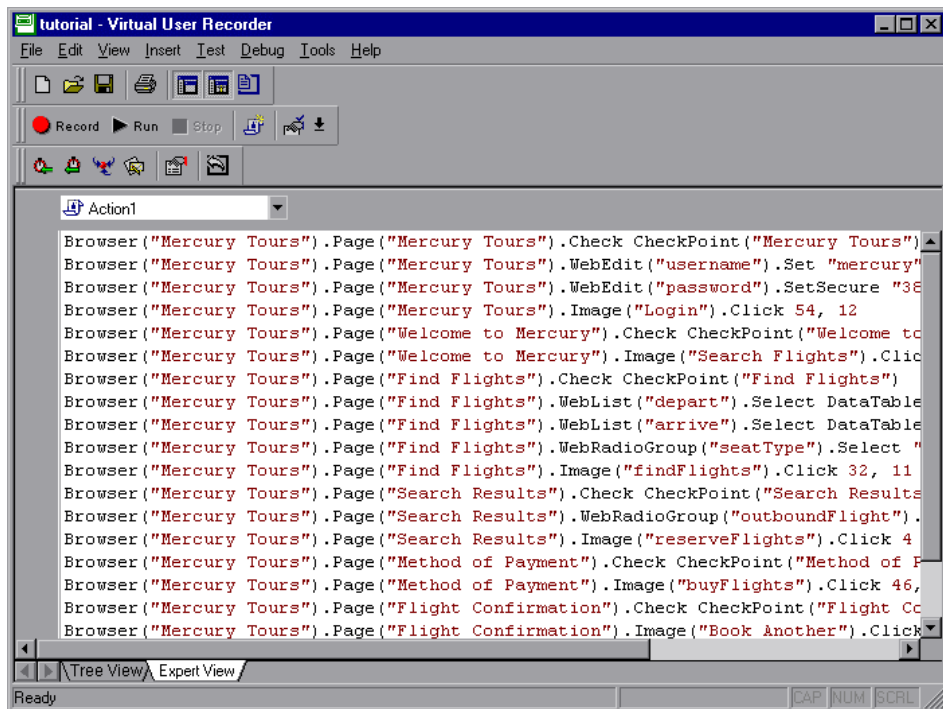 tutorial - Virtual User Recorder
File Edit View Insert Test Debug Tools Help
Record Run Stop
Action1
Browser("Mercury Tours").Page("Mercury Tours").Check CheckPoint("Mercury Tours")
Browser("Mercury Tours").Page("Mercury Tours").WebEdit("username").Set "mercury"
Browser("Mercury Tours").Page("Mercury Tours").WebEdit("password").SetSecure "38
Browser("Mercury Tours").Page("Mercury Tours").Image("Login").Click 54, 12
Browser("Mercury Tours").Page("Welcome to Mercury").Check CheckPoint("Welcome to
Browser("Mercury Tours").Page("Welcome to Mercury").Image("Search Flights").Clic
Browser("Mercury Tours").Page("Find Flights").Check CheckPoint("Find Flights")
Browser("Mercury Tours").Page("Find Flights").WebList("depart").Select DataTable
Browser("Mercury Tours").Page("Find Flights").WebList("arrive").Select DataTable
Browser("Mercury Tours").Page("Find Flights").WebRadioGroup("seatType").Select "
Browser("Mercury Tours").Page("Find Flights").Image("findFlights").Click 32, 11
Browser("Mercury Tours").Page("Search Results").Check CheckPoint("Search Results
Browser("Mercury Tours").Page("Search Results").WebRadioGroup("outboundFlight").
Browser("Mercury Tours").Page("Search Results").Image("reserveFlights").Click 4
Browser("Mercury Tours").Page("Method of Payment").Check CheckPoint("Method of P
Browser("Mercury Tours").Page("Method of Payment").Image("buyFlights").Click 46,
Browser("Mercury Tours").Page("Flight Confirmation").Check CheckPoint("Flight Co
Browser("Mercury Tours").Page("Flight Confirmation").Image("Book Another").Click
Tree View Expert View
Ready CAP NUM SCRL